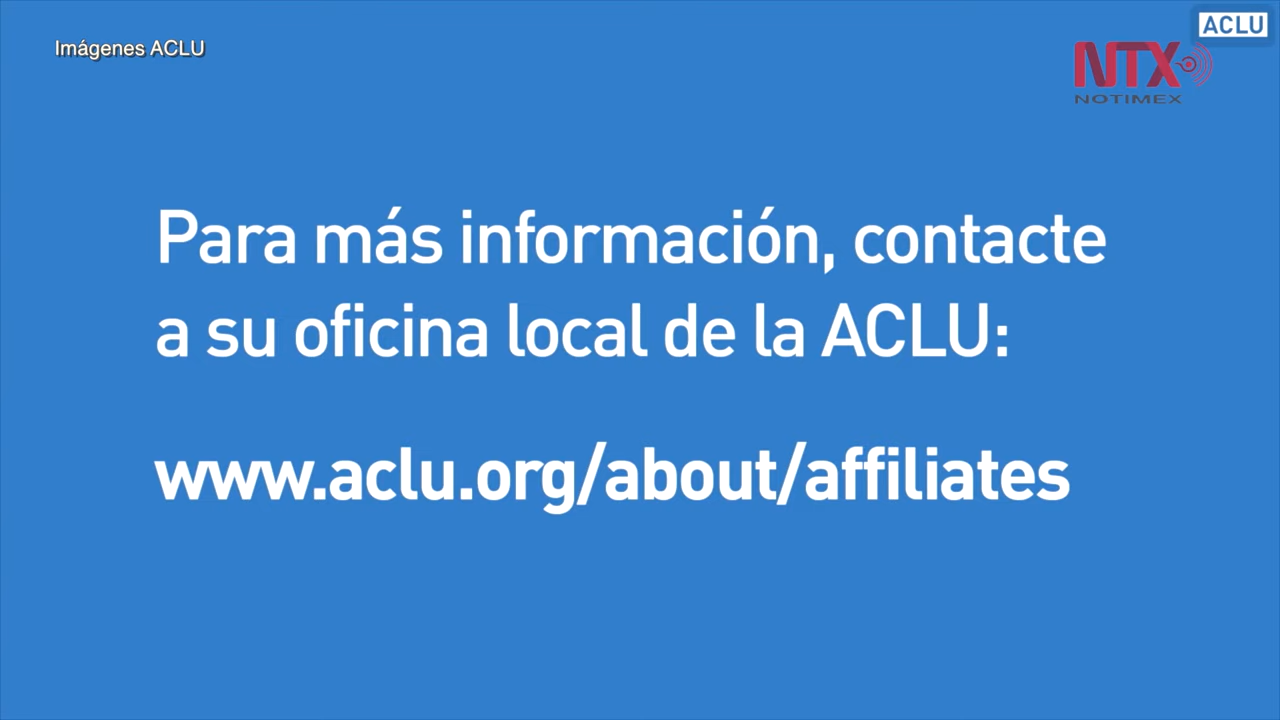 Imágenes ACLU
ACLU
NTX
NOTIMEX
Para más información, contacte
a su oficina local de la ACLU:
www.aclu.org/about/affiliates